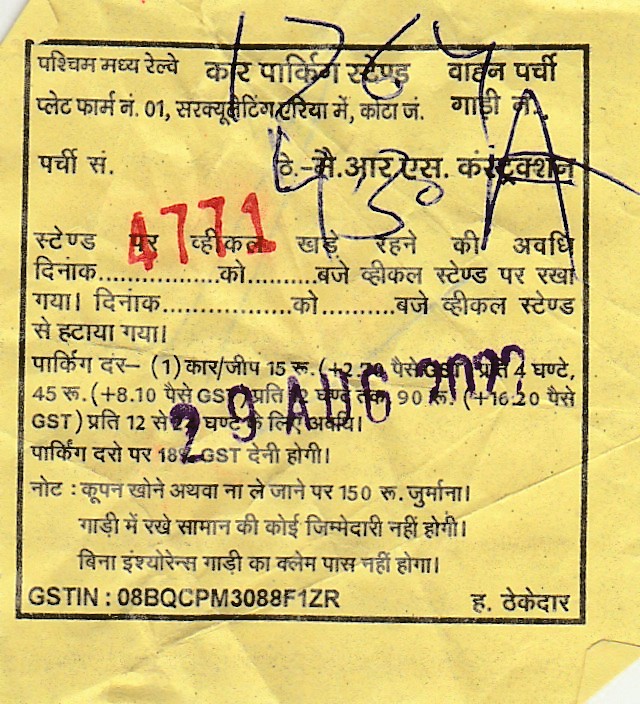 पश्चिम मध्य रेल्वे कार पार्किंग स्टेण्ड वाहन पर्ची
प्लेट फार्म नं. 01, सरक्यूलेटिंग एरिया में, कोटा जं. गाड़ी नं.
1264
पर्ची सं. ठे.–मै.आर.एस. कंस्ट्रक्शन
A
430
4771
स्टेण्ड पर व्हीकल खड़े रहने की अवधि
दिनाक..................को..........बजे व्हीकल स्टेण्ड पर रखा
गया। दिनाक...................को..........बजे व्हीकल स्टेण्ड
से हटाया गया।
पार्किंग दर– (1) कार/जीप 15 रू. (+2.70 पैसे GST) प्रति 4 घण्टे,
45 रू. (+8.10 पैसे GST) प्रति 12 घण्टे तक 90 रू. (+16.20 पैसे
GST) प्रति 12 से घण्टे के लिए
29 AUG 2020
पार्किंग दरो पर 18% GST देनी होगी।
नोट : कूपन खोने अथवा ना ले जाने पर 150 रू. जुर्माना।
गाड़ी में रखे सामान की कोई जिम्मेदारी नहीं होगी।
बिना इंश्योरेन्स गाड़ी का क्लेम पास नहीं होगा।
GSTIN : 08BQCPM3088F1ZR ह. ठेकेदार